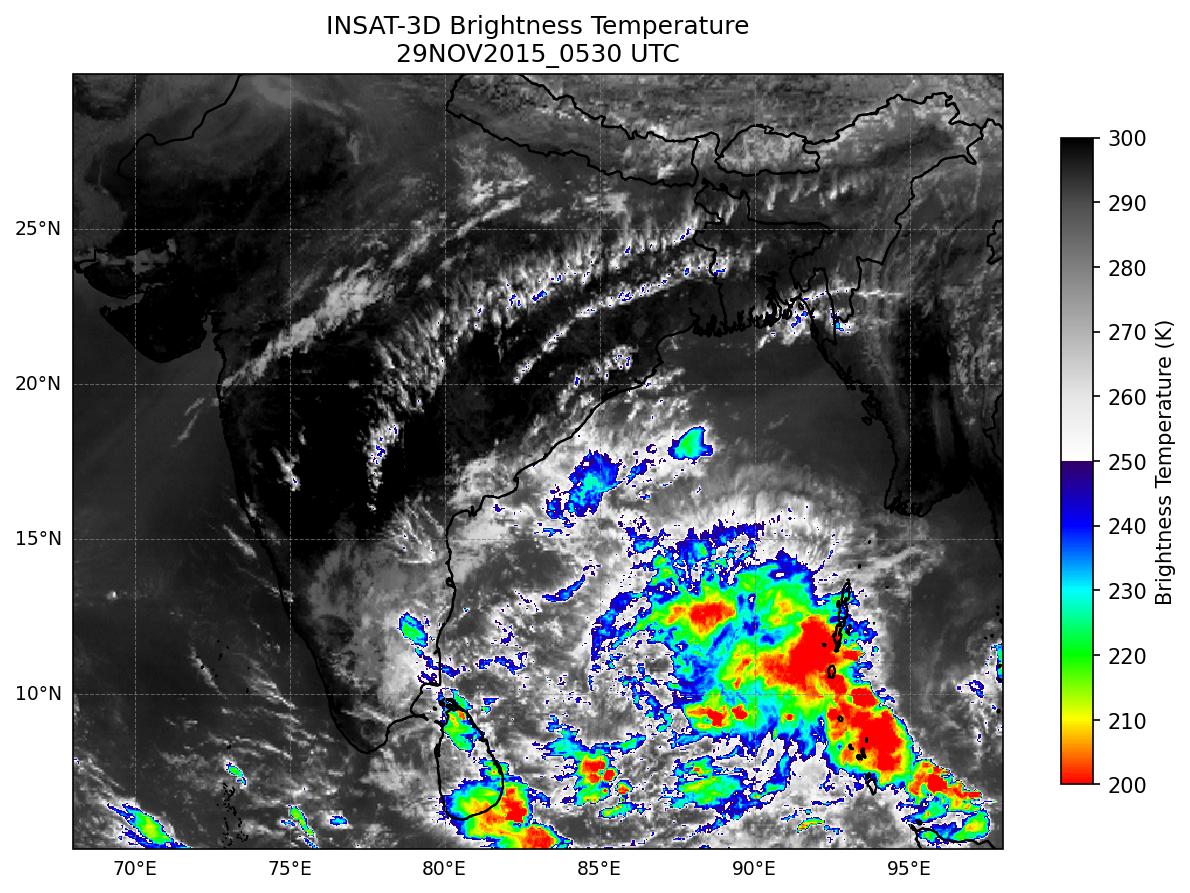 INSAT-3D Brightness Temperature
29NOV2015_0530 UTC
25°N
20°N
15°N
10°N
70°E
75°E
80°E
85°E
90°E
95°E
300
290
280
270
260
250
240
230
220
210
200
Brightness Temperature (K)